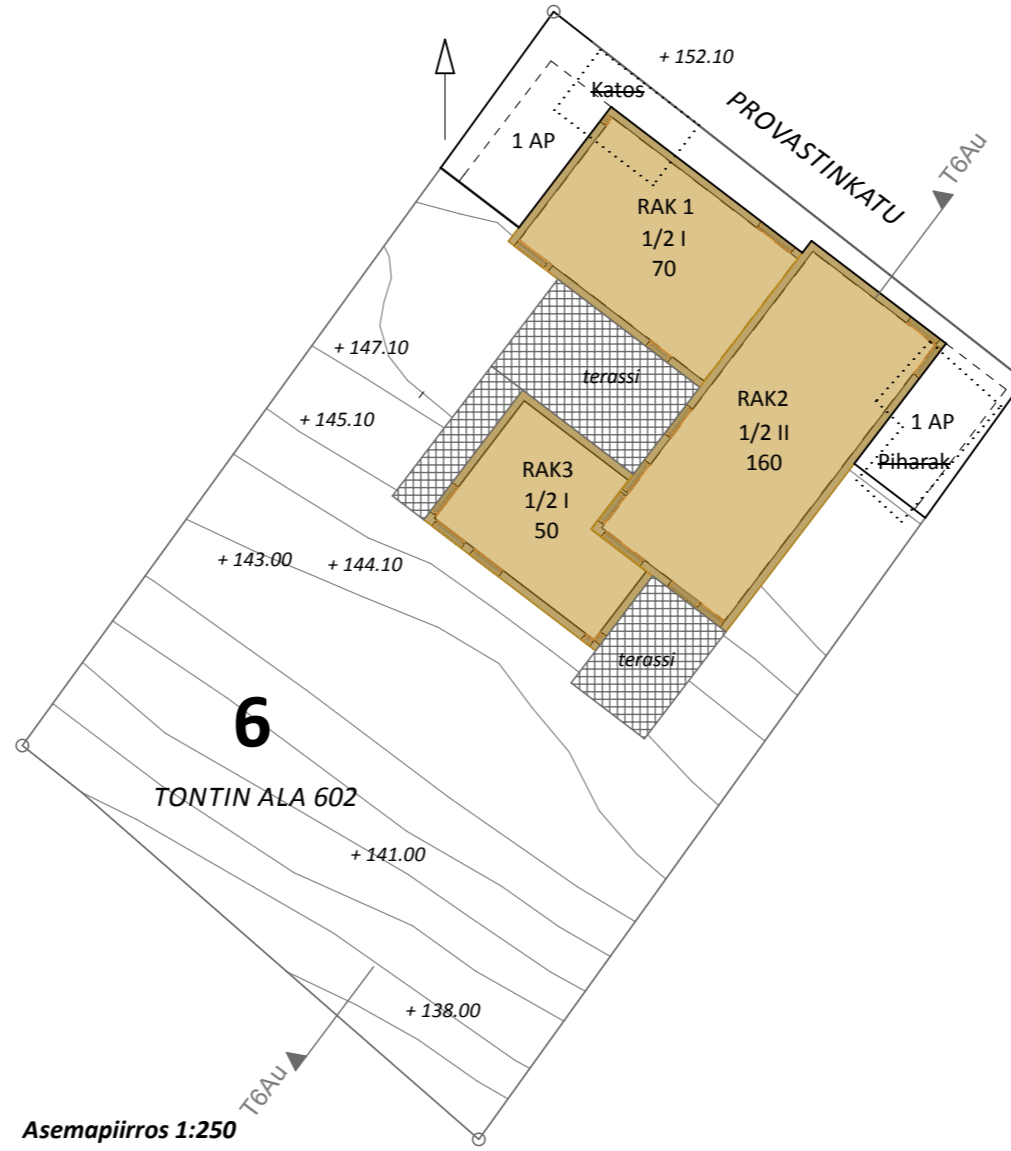 + 152.10
Katos
PROVASTINKATU
1 AP
T6Au
RAK 1
1/2 I
70
+ 147.10
terassi
+ 145.10
RAK2
1/2 II
160
1 AP
Piharak
RAK3
1/2 I
50
+ 143.00
+ 144.10
terassi
6
TONTIN ALA 602
+ 141.00
+ 138.00
T6Au
Asemapiirros 1:250